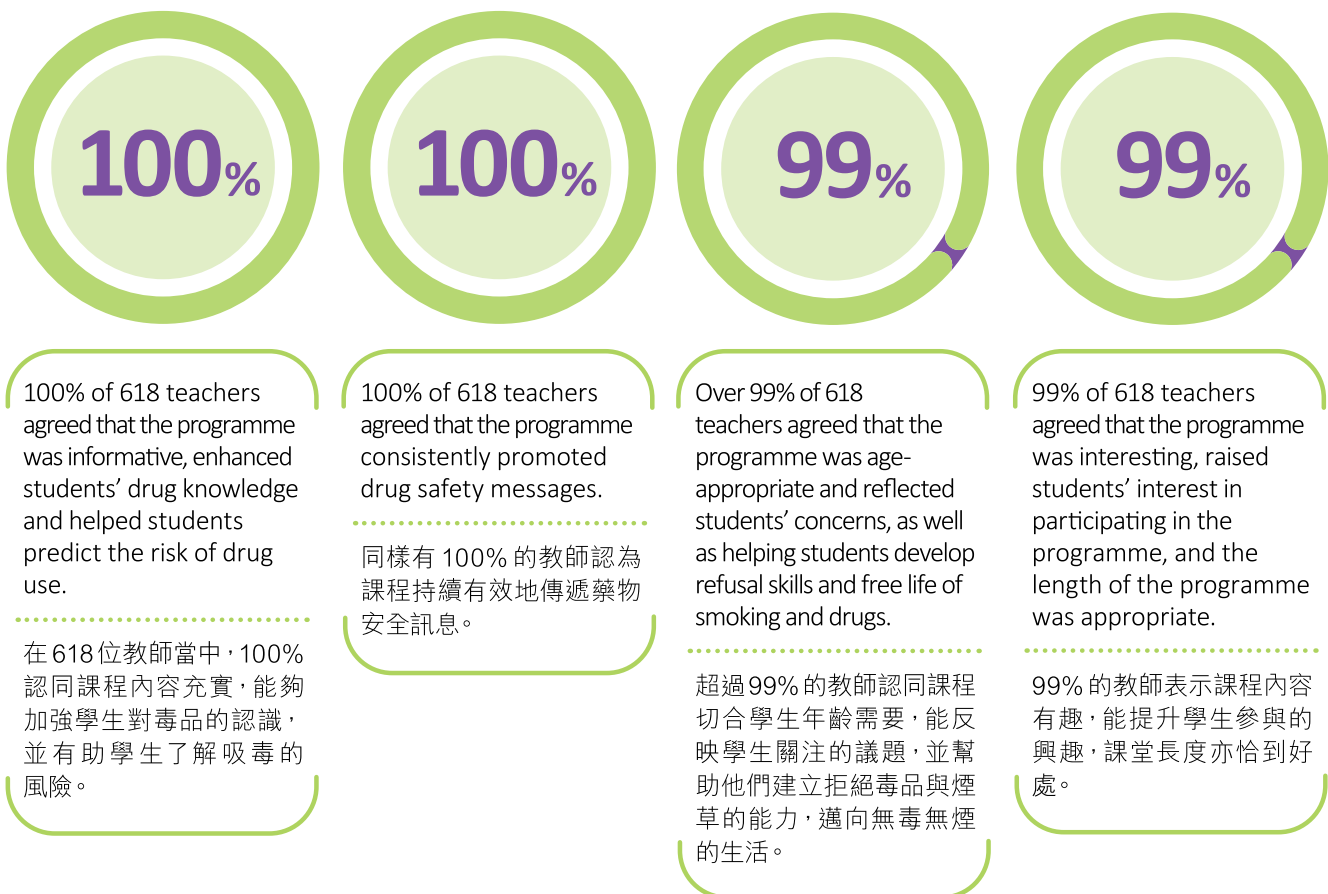 100%
100% of 618 teachers
agreed that the programme
was informative, enhanced
students’ drug knowledge
and helped students
predict the risk of drug
use.
在618位教師當中，100%
認同課程內容充實，能夠
加強學生對毒品的認識，
並有助學生了解吸毒的
風險。
100%
100% of 618 teachers
agreed that the programme
consistently promoted
drug safety messages.
同樣有 100% 的教師認為
課程持續有效地傳遞藥物
安全訊息。
99%
Over 99% of 618
teachers agreed that the
programme was age-
appropriate and reflected
students’ concerns, as well
as helping students develop
refusal skills and free life of
smoking and drugs.
超過99% 的教師認同課程
切合學生年齡需要，能反
映學生關注的議題，並幫
助他們建立拒絕毒品與煙
草的能力，邁向無毒無煙
的生活。
99%
99% of 618 teachers
agreed that the programme
was interesting, raised
students’ interest in
participating in the
programme, and the
length of the programme
was appropriate.
99% 的教師表示課程內容
有趣，能提升學生參與的
興趣，課堂長度亦恰到好
處。